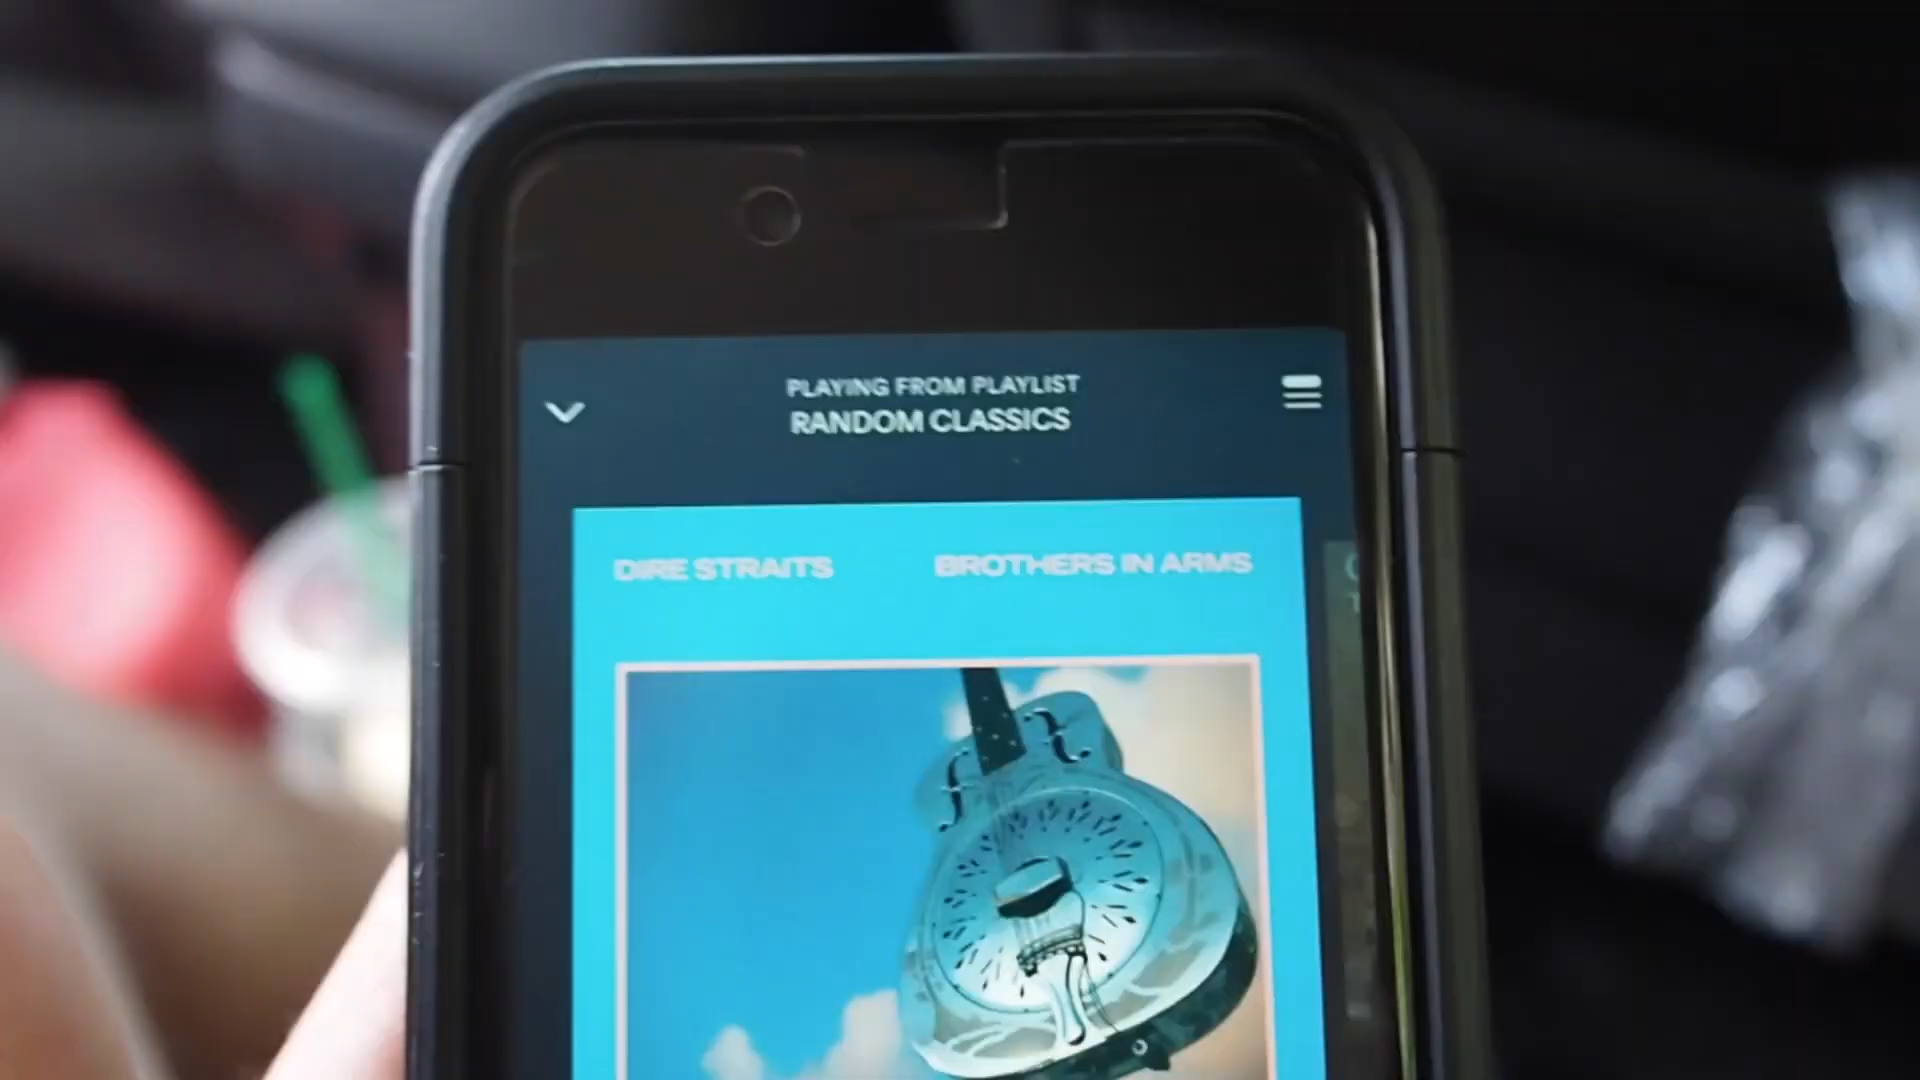 PLAYING FROM PLAYLIST
RANDOM CLASSICS
DIRE STRAITS
BROTHERS IN ARMS